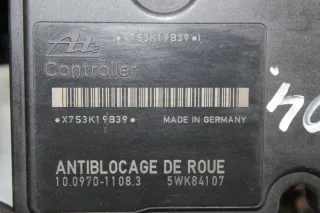 (*X7S3K19B39*)
Ate
Controller
*X7S3K19B39*
MADE IN GERMANY
ANTIBLOCAGE DE ROUE
10.0970-1108.3 5WK84107